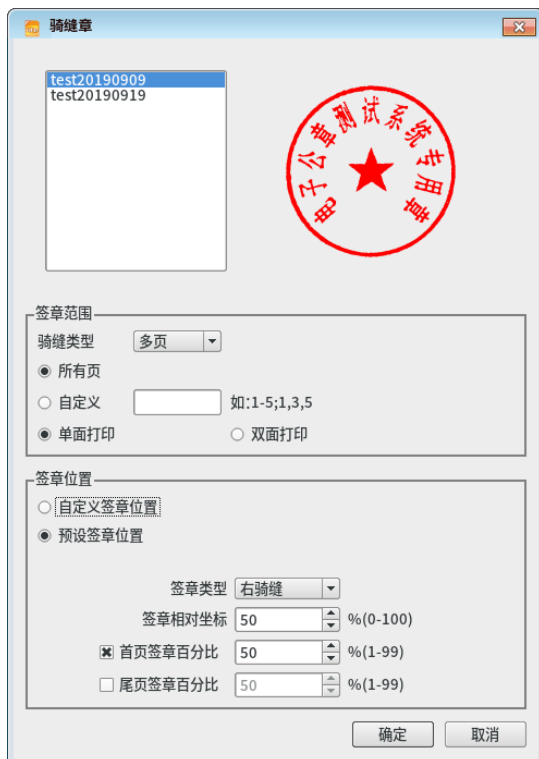 骑缝章
test20190909
test20190919
电子公章测试系统专用章
签章范围
骑缝类型 多页
所有页
自定义 如:1-5;1,3,5
单面打印 双面打印
签章位置
自定义签章位置
预设签章位置
签章类型 右骑缝
签章相对坐标 50 %(0-100)
首页签章百分比 50 %(1-99)
尾页签章百分比 50 %(1-99)
确定 取消